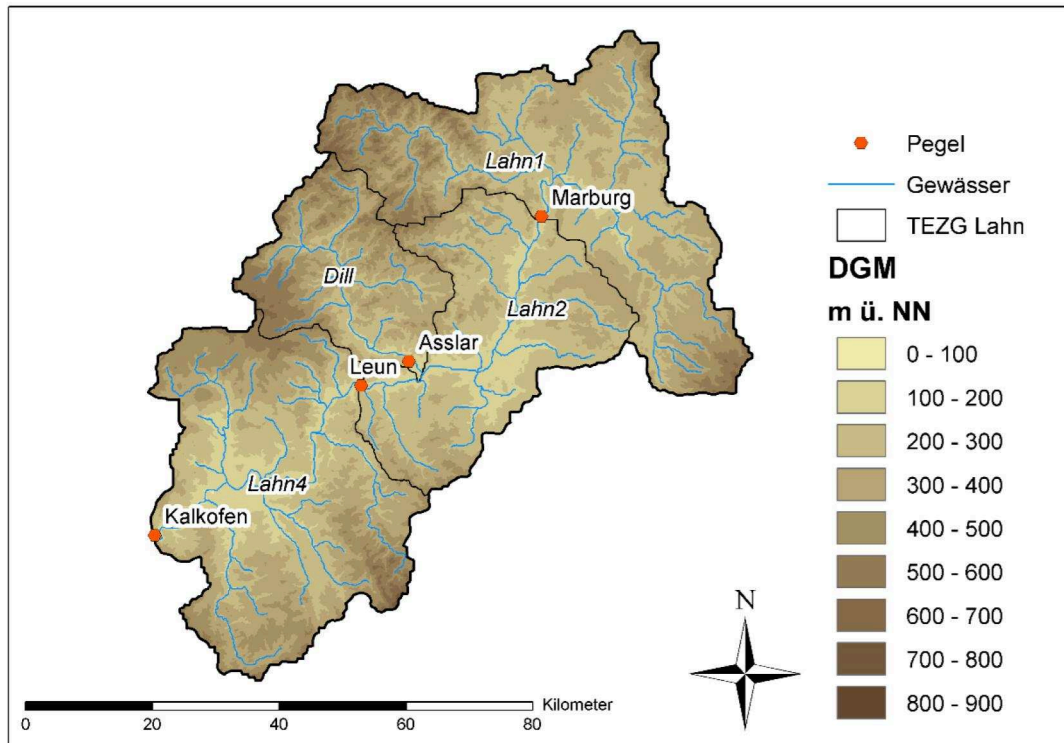 Lahn1
Marburg
Dill
Lahn2
Asslar
Leun
Lahn4
Kalkofen
Pegel
Gewässer
TEZG Lahn
DGM
m ü. NN
0 - 100
100 - 200
200 - 300
300 - 400
400 - 500
500 - 600
600 - 700
700 - 800
800 - 900
N
Kilometer
0 20 40 60 80